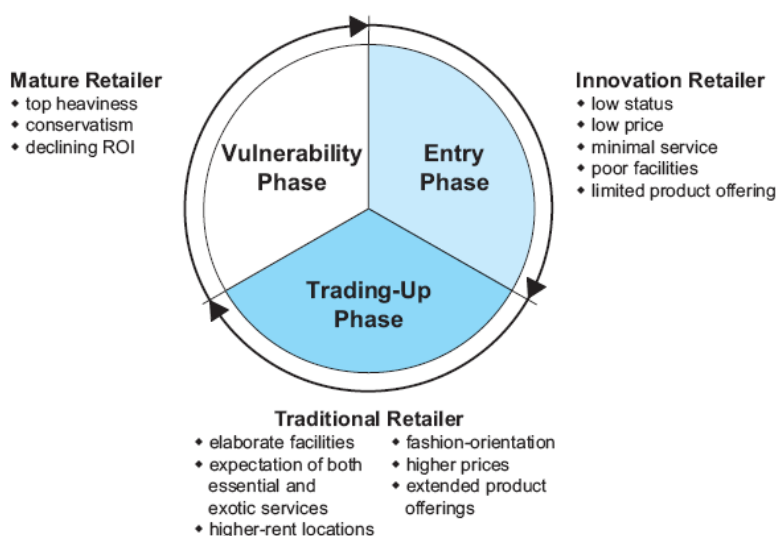 Mature Retailer
◆ top heaviness
◆ conservatism
◆ declining ROI
Vulnerability
Phase
Entry
Phase
Innovation Retailer
◆ low status
◆ low price
◆ minimal service
◆ poor facilities
◆ limited product offering
Trading-Up
Phase
Traditional Retailer
◆ elaborate facilities
◆ expectation of both
essential and
exotic services
◆ higher-rent locations
◆ fashion-orientation
◆ higher prices
◆ extended product
offerings